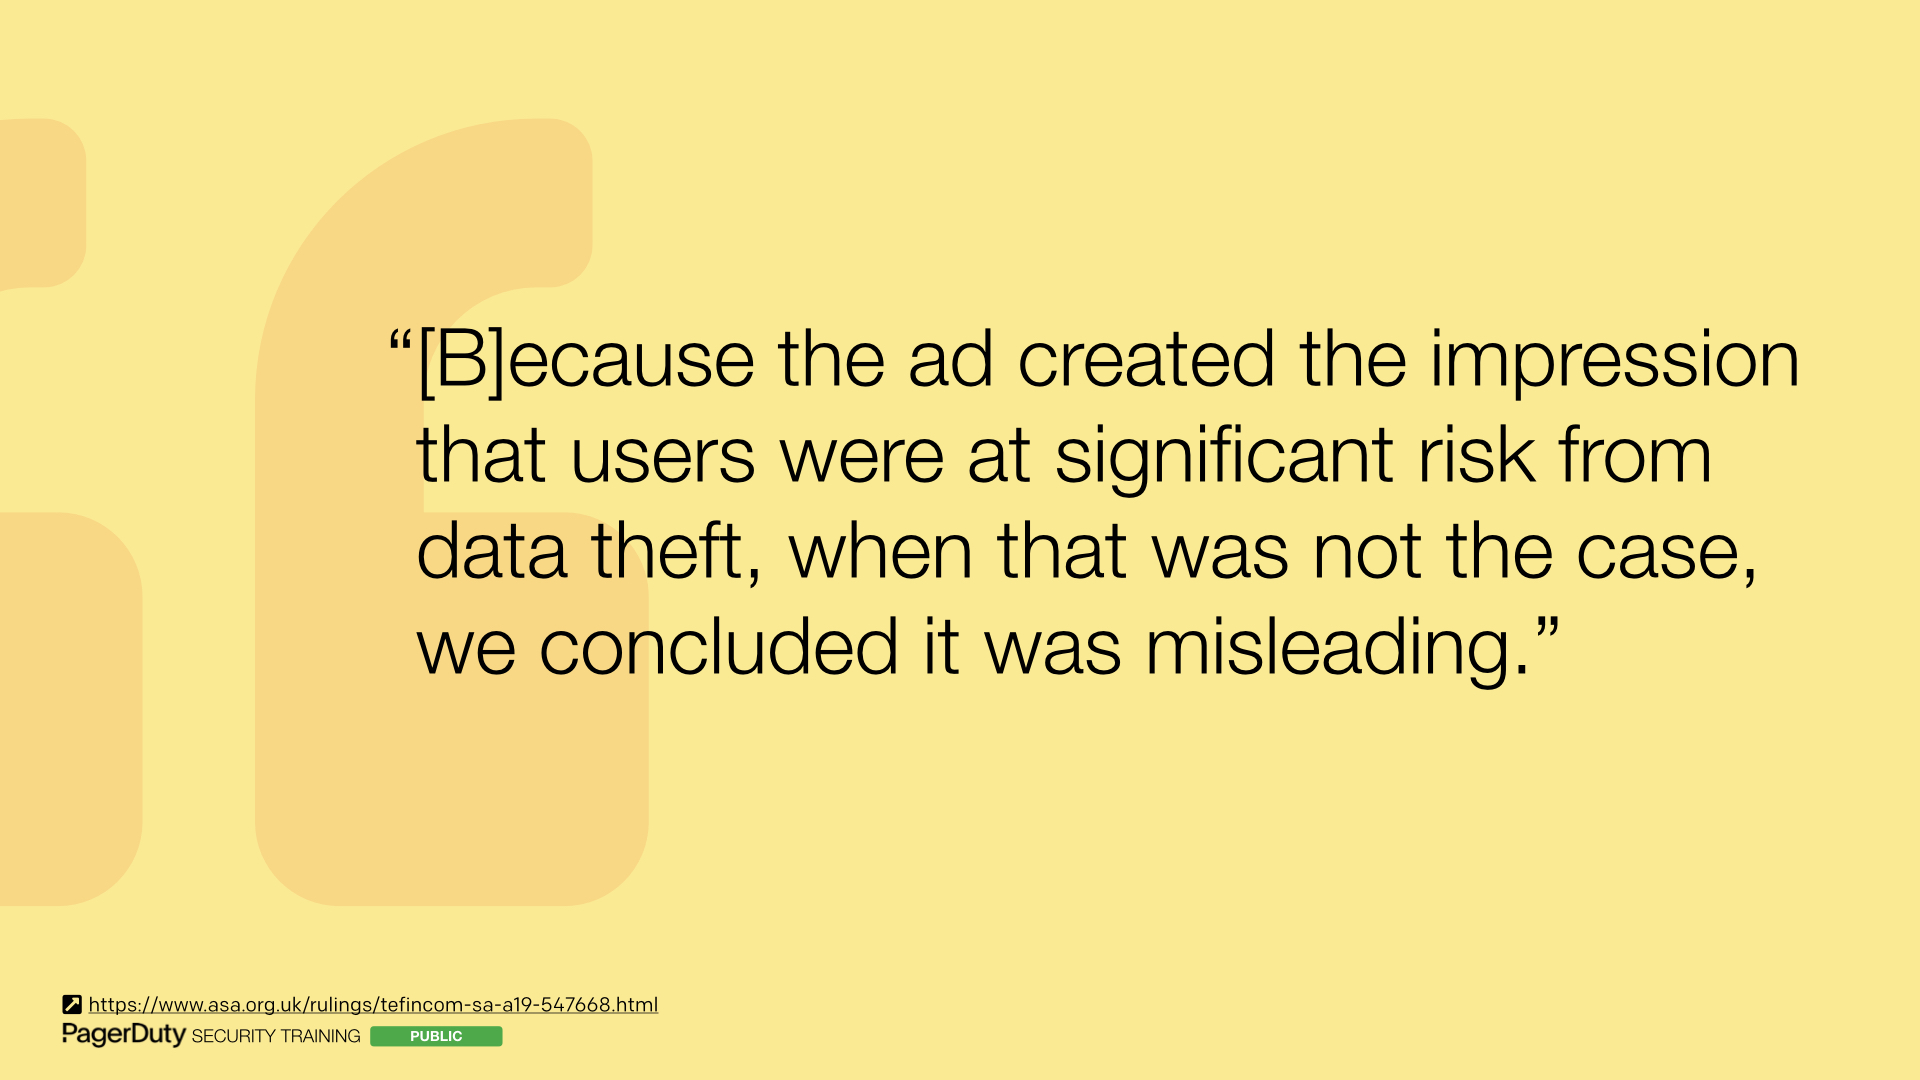 “[B]ecause the ad created the impression
that users were at significant risk from
data theft, when that was not the case,
we concluded it was misleading.”
https://www.asa.org.uk/rulings/tefincom-sa-a19-547668.html
PagerDuty SECURITY TRAINING PUBLIC